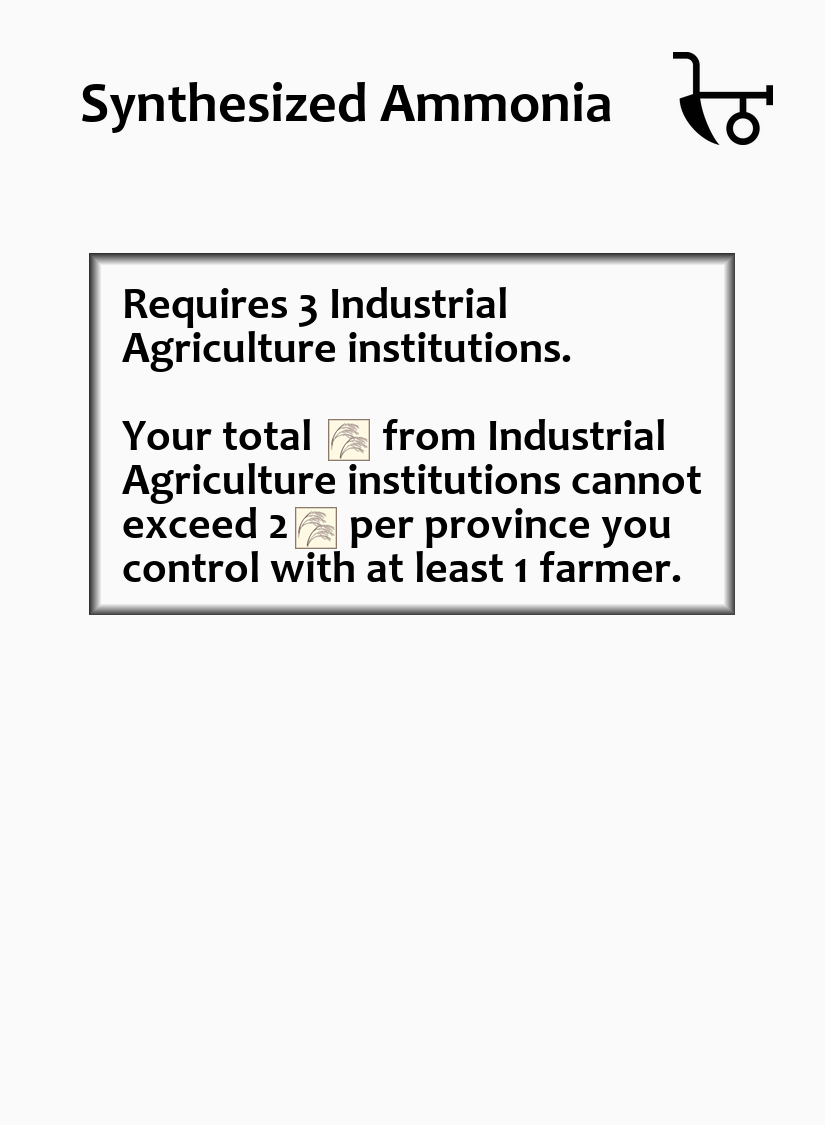 Synthesized Ammonia
Requires 3 Industrial
Agriculture institutions.
Your total from Industrial
Agriculture institutions cannot
exceed 2 per province you
control with at least 1 farmer.